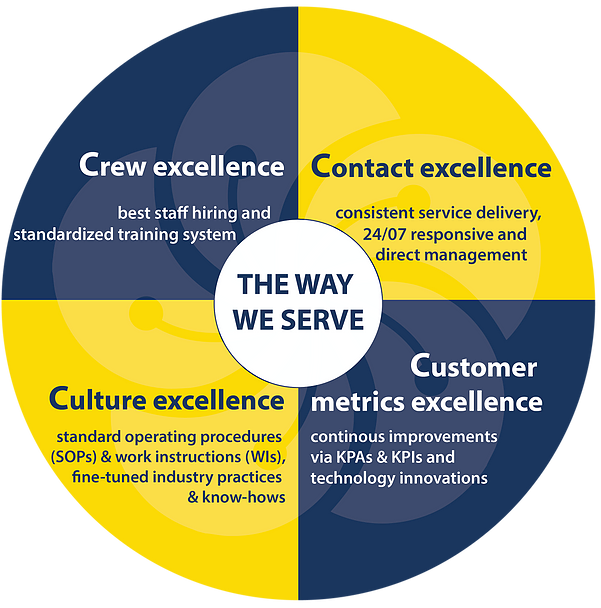 Crew excellence
best staff hiring and
standardized training system
Contact excellence
consistent service delivery,
24/07 responsive and
direct management
THE WAY
WE SERVE
Culture excellence
standard operating procedures
(SOPs) & work instructions (WIs),
fine-tuned industry practices
& know-hows
Customer
metrics excellence
continous improvements
via KPAs & KPIs and
technology innovations